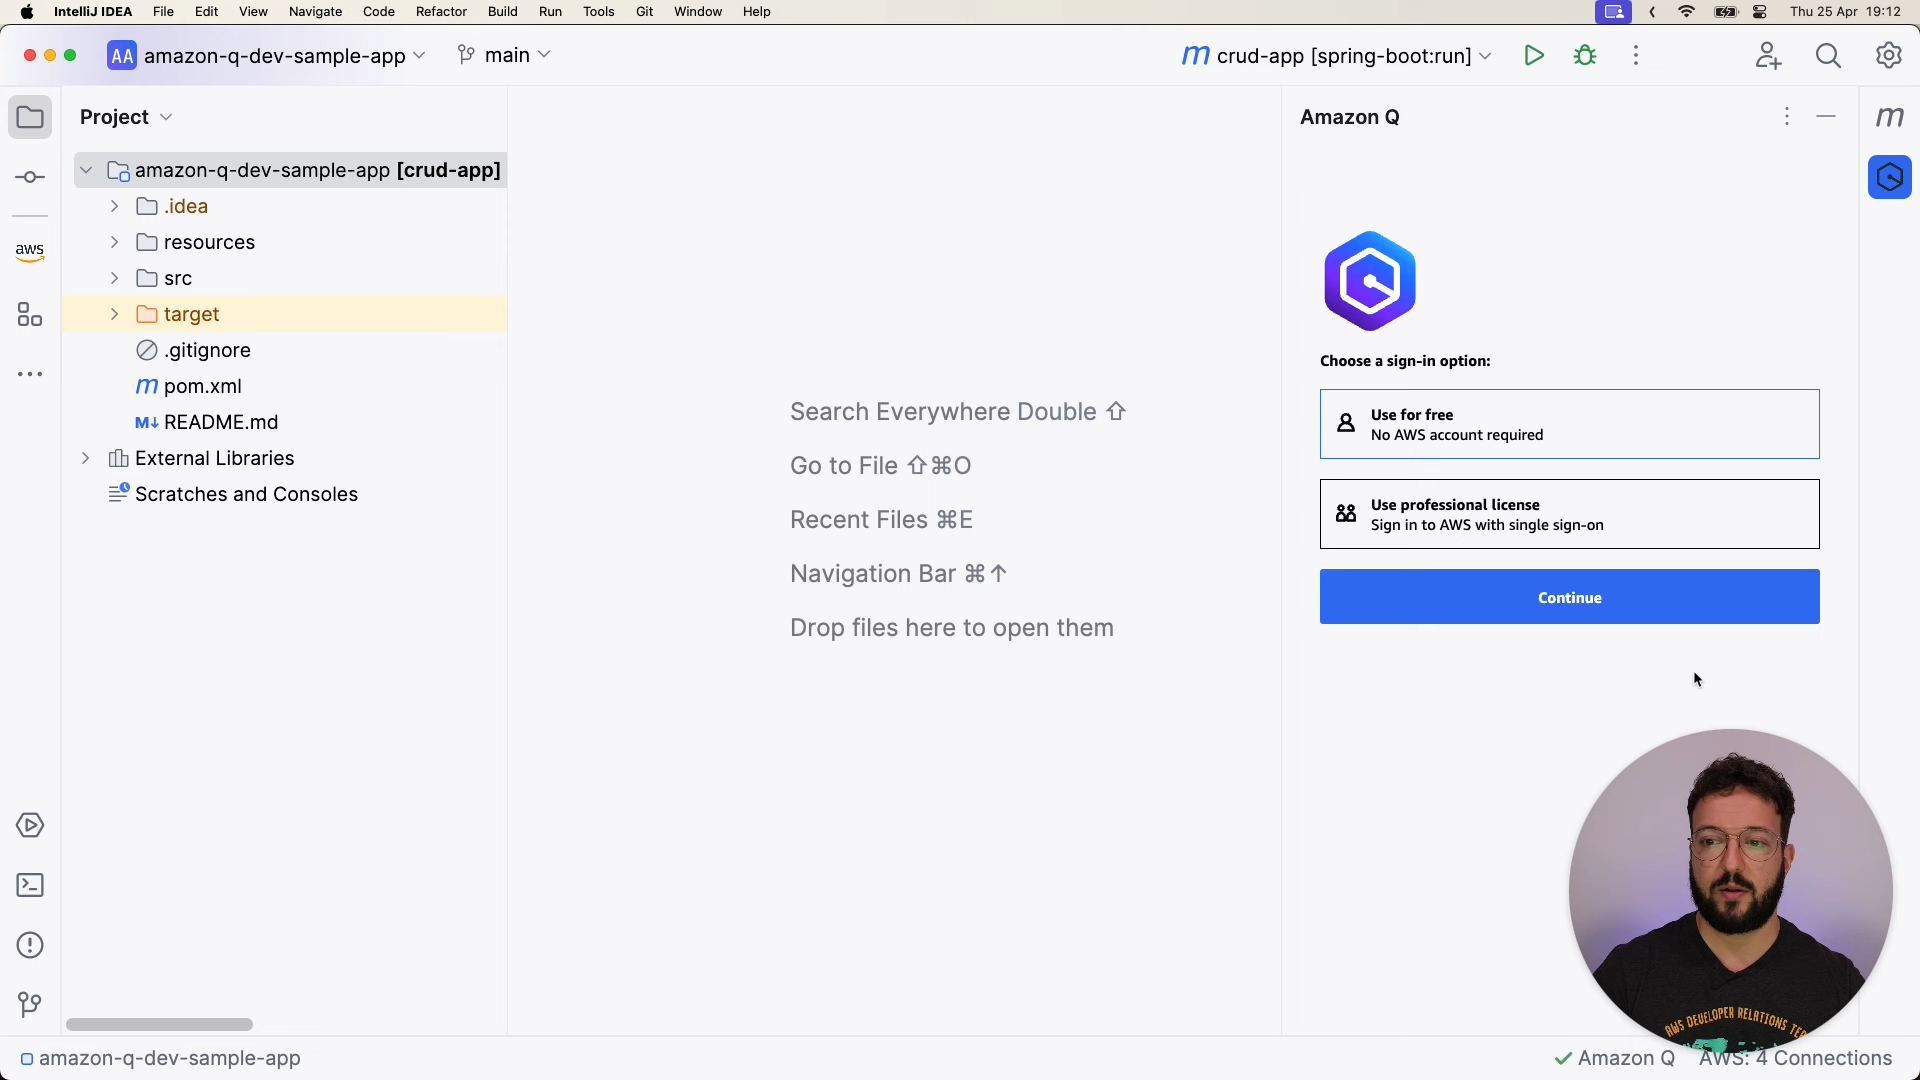 IntelliJ IDEA File Edit View Navigate Code Refactor Build Run Tools Git Window Help Thu 25 Apr 19:12
AA amazon-q-dev-sample-app main crud-app [spring-boot:run]
Project
amazon-q-dev-sample-app [crud-app]
.idea
resources
src
target
.gitignore
pom.xml
README.md
External Libraries
Scratches and Consoles
aws
Search Everywhere Double ⇧
Go to File ⇧⌘O
Recent Files ⌘E
Navigation Bar ⌘↑
Drop files here to open them
Amazon Q
Choose a sign-in option:
Use for free
No AWS account required
Use professional license
Sign in to AWS with single sign-on
Continue
AWS DEVELOPER RELATIONS
amazon-q-dev-sample-app
Amazon Q AWS: 4 Connections